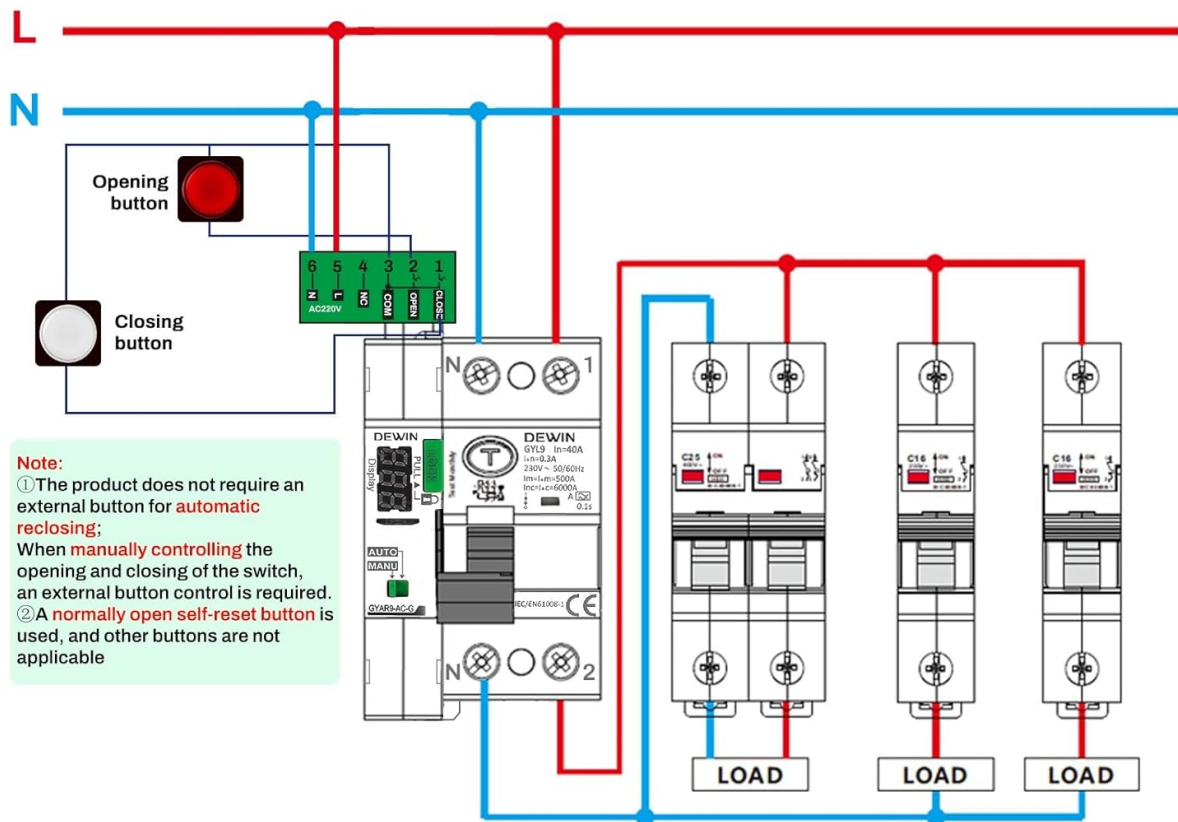 L
N
Opening
button
Closing
button
6 5 4 3 2 1
N L NC COM OPEN CLOSE
AC220V
Note:
①The product does not require an
external button for automatic
reclosing;
When manually controlling the
opening and closing of the switch,
an external button control is required.
②A normally open self-reset button is
used, and other buttons are not
applicable
N 1
DEWIN
Display
PULL
AUTO
MANU
GYAR9-AC-G
T
Test Monthly
DEWIN
GYL9 In=40A
I▵n=0.3A
230V~ 50/60Hz
Im=I▵m=500A
Inc=I▵c=6000A
A
0.1s
IEC/EN61008-1 CE
N 2
C25
ON
OFF
C16
ON
OFF
C16
ON
OFF
LOAD
LOAD
LOAD